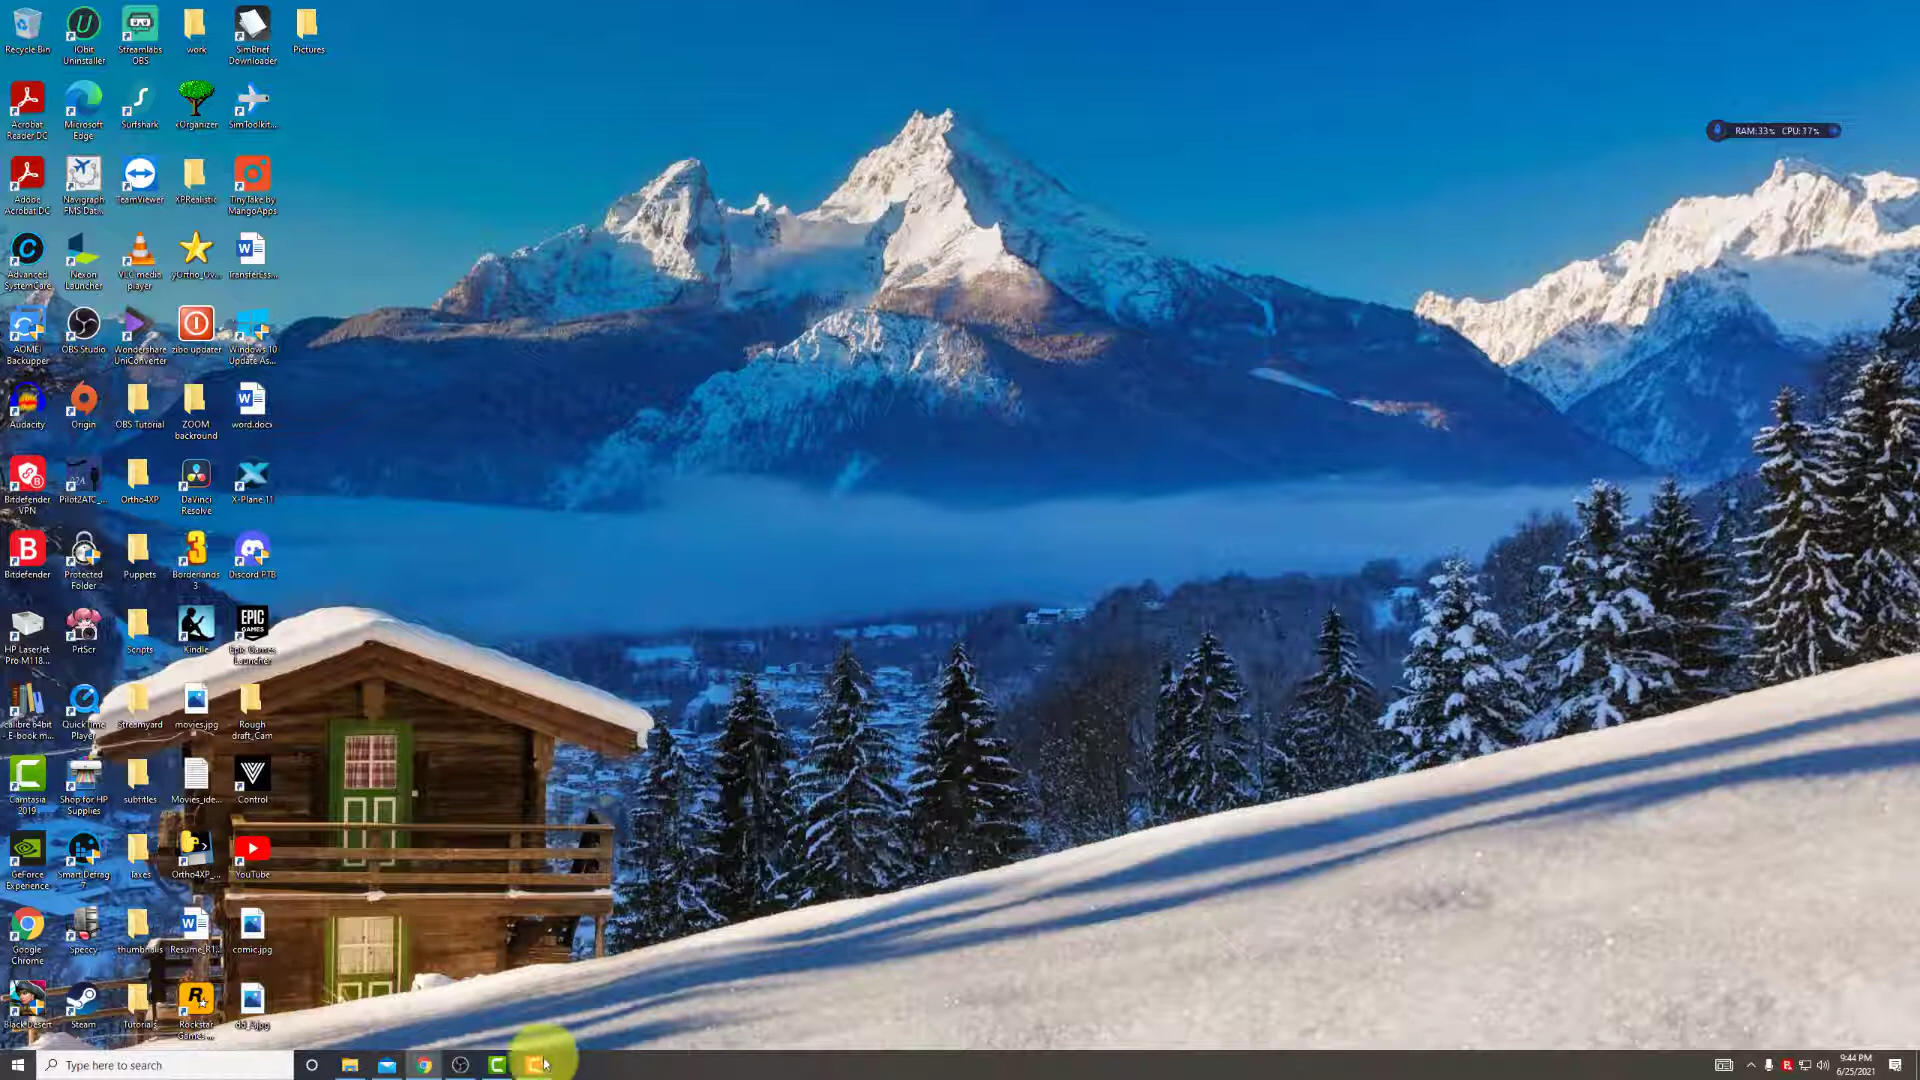 Recycle Bin
IObit
Uninstaller
Streamlabs
OBS
work
SimBrief
Downloader
Pictures
Acrobat
Reader DC
Microsoft
Edge
Surfshark
xOrganizer
SimToolkit...
Adobe
Acrobat DC
Navigraph
FMS Dat...
TeamViewer
XPRealistic
TinyTake by
MangoApps
Advanced
SystemCare
Nexon
Launcher
VLC media
player
yOrtho_Ov...
TransferEss...
AOMEI
Backupper
OBS Studio
Wondershare
UniConverter
zibo updater
Windows 10
Update As...
Audacity
Origin
OBS Tutorial
ZOOM
backround
word.docx
Bitdefender
VPN
Pilot2ATC_...
Ortho4XP
DaVinci
Resolve
X-Plane 11
Bitdefender
Protected
Folder
Puppets
Borderlands
3
Discord PTB
HP LaserJet
Pro M118...
PrtScr
Scripts
Kindle
EPIC
GAMES
Epic Games
Launcher
calibre 64bit
- E-book m...
QuickTime
Player
Streamyard
movies.jpg
Rough
draft_Cam
Camtasia
2019
Shop for HP
Supplies
subtitles
Movies_ide...
Control
GeForce
Experience
Smart Defrag
7
Taxes
Ortho4XP_...
YouTube
Google
Chrome
Speccy
thumbnails
Resume_R1...
comic.jpg
Black Desert
Steam
Tutorials
Rockstar
Games ...
RAM:33% CPU:17%
Type here to search
9:44 PM
6/25/2021